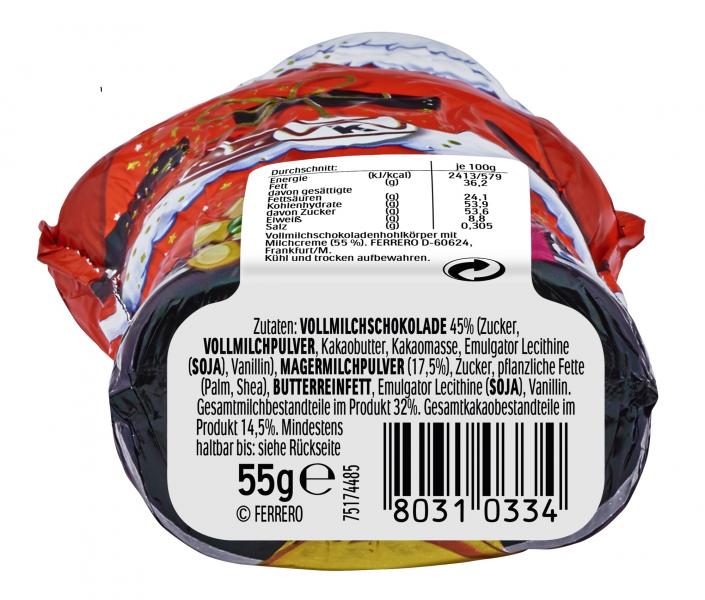 Durchschnitt: je 100g
Energie (kJ/kcal) 2413/579
Fett (g) 36,2
davon gesättigte
Fettsäuren (g) 24,1
Kohlenhydrate (g) 53,9
davon Zucker (g) 53,6
Eiweiß (g) 8,8
Salz (g) 0,305
Vollmilchschokoladenhohlkörper mit
Milchcreme (55 %). FERRERO D-60624,
Frankfurt/M.
Kühl und trocken aufbewahren.
Zutaten: VOLLMILCHSCHOKOLADE 45% (Zucker,
VOLLMILCHPULVER, Kakaobutter, Kakaomasse, Emulgator Lecithine
(SOJA), Vanillin), MAGERMILCHPULVER (17,5%), Zucker, pflanzliche Fette
(Palm, Shea), BUTTERREINFETT, Emulgator Lecithine (SOJA), Vanillin.
Gesamtmilchbestandteile im Produkt 32%. Gesamtkakaobestandteile im
Produkt 14,5%. Mindestens
haltbar bis: siehe Rückseite
55g e
© FERRERO
75174485
8031 0334